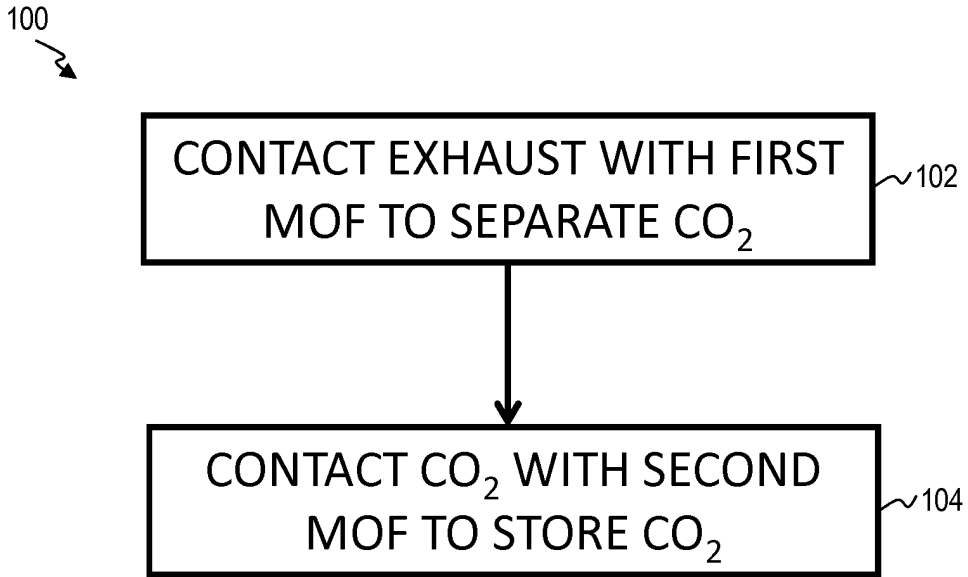 100
CONTACT EXHAUST WITH FIRST
MOF TO SEPARATE CO₂
102
CONTACT CO₂ WITH SECOND
MOF TO STORE CO₂
104